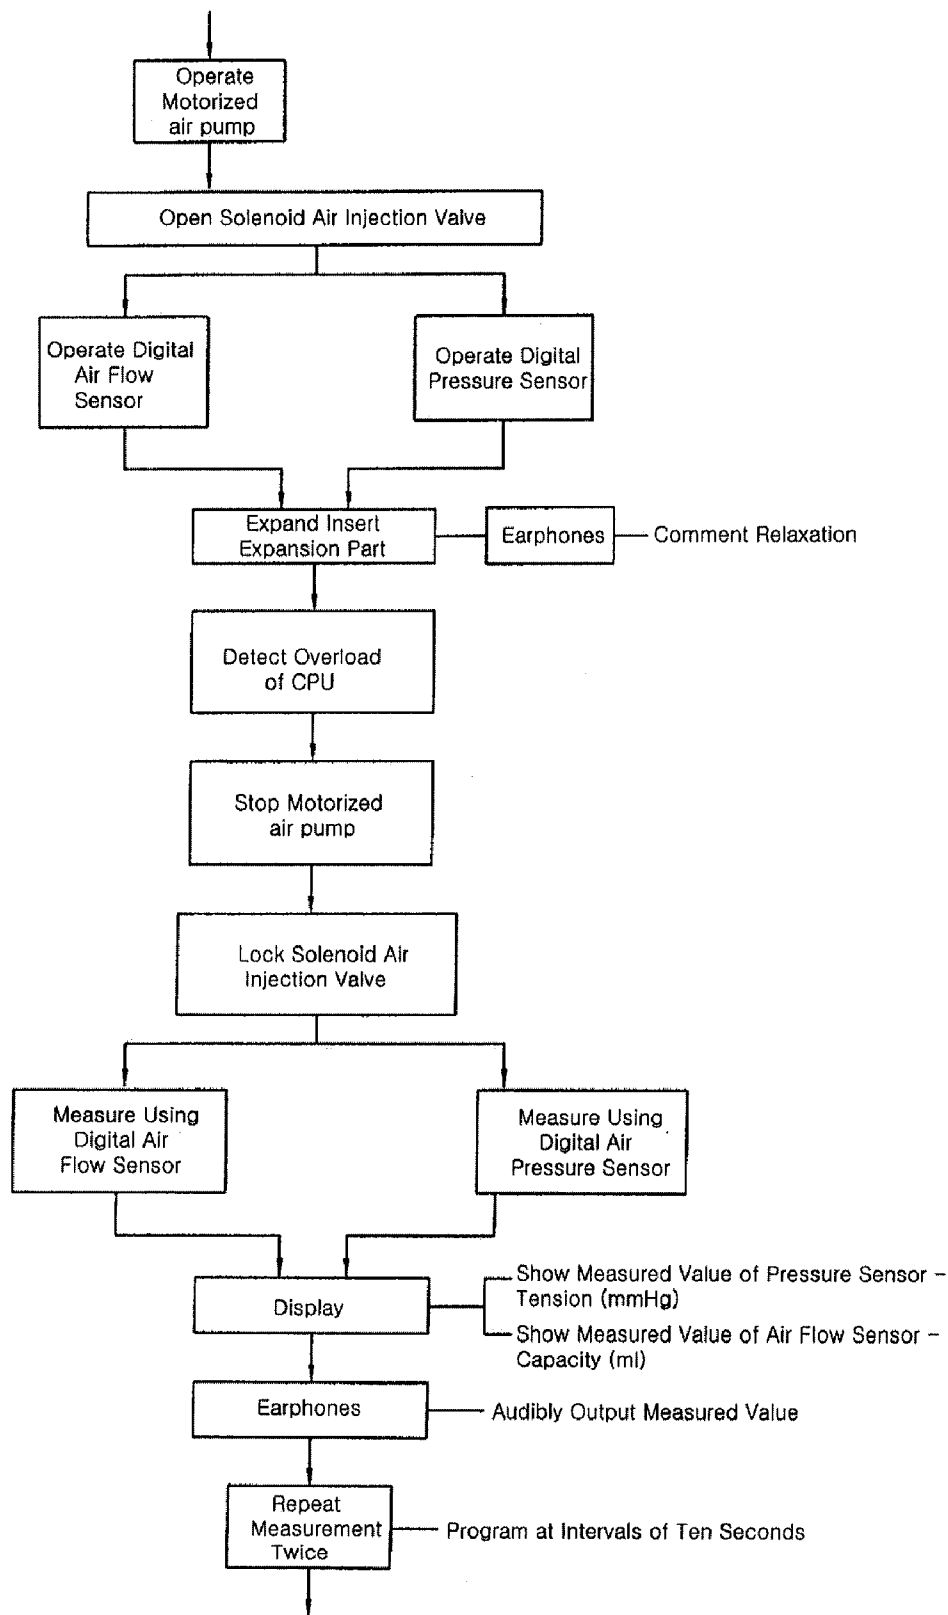 Operate
Motorized
air pump
Open Solenoid Air Injection Valve
Operate Digital
Air Flow
Sensor
Operate Digital
Pressure Sensor
Expand Insert
Expansion Part
Earphones
Comment Relaxation
Detect Overload
of CPU
Stop Motorized
air pump
Lock Solenoid Air
Injection Valve
Measure Using
Digital Air
Flow Sensor
Measure Using
Digital Air
Pressure Sensor
Display
Show Measured Value of Pressure Sensor -
Tension (mmHg)
Show Measured Value of Air Flow Sensor -
Capacity (ml)
Earphones
Audibly Output Measured Value
Repeat
Measurement
Twice
Program at Intervals of Ten Seconds